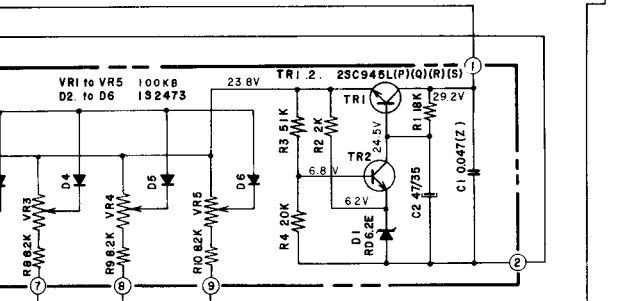 TR1.2. 2SC945L(P)(Q)(R)(S)
1
VR1 to VR5 100KB
D2. to D6 1S2473
23.8V
TR1
29.2V
R1 18K
R3 51K
R2 2K
24.5V
C1 0.047(Z)
TR2
6.8V
D4
D5
D6
VR3
VR4
VR5
6.2V
C2 47/35
R4 20K
D1
RD6.2E
R8 8.2K
R9 8.2K
R10 8.2K
2
7
8
9